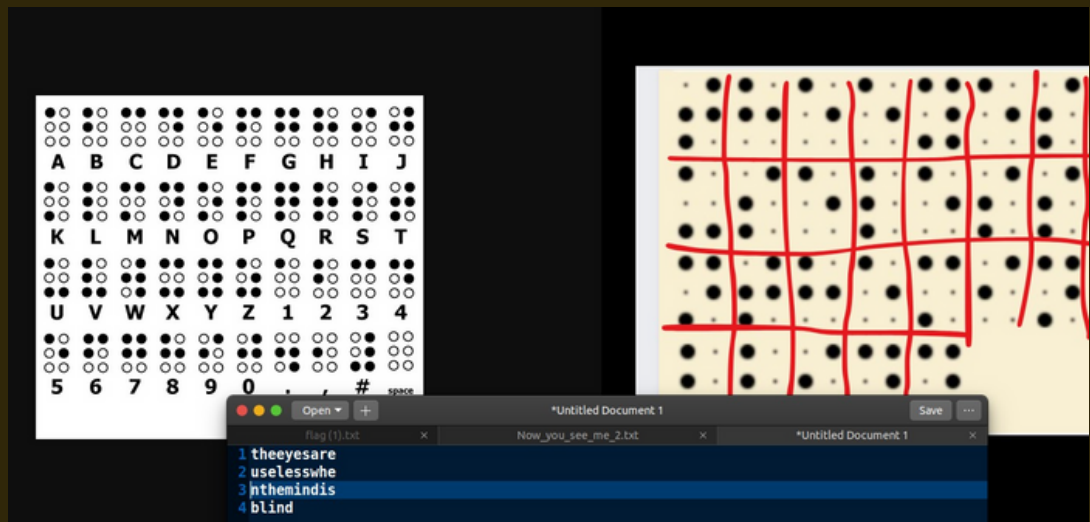 A B C D E F G H I J
K L M N O P Q R S T
U V W X Y Z 1 2 3 4
5 6 7 8 9 0 . , # space
Open
*Untitled Document 1
Save
flag (1).txt
Now_you_see_me_2.txt
*Untitled Document 1
1 theeyesare
2 uselesswhe
3 nthemindis
4 blind